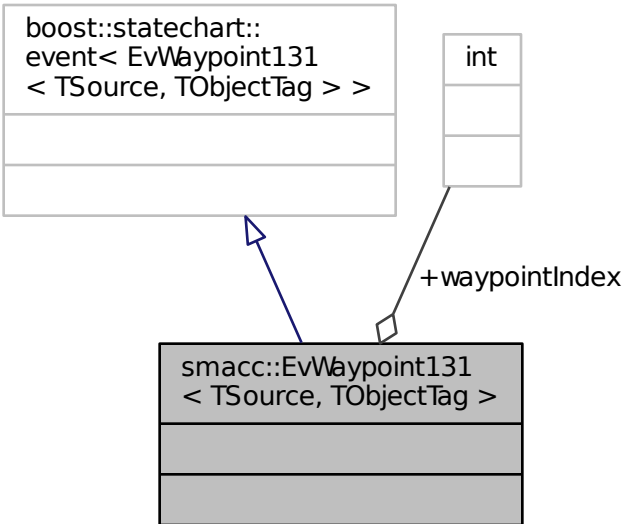 boost::statechart::
event< EvWaypoint131
< TSource, TObjectTag > >
int
+waypointIndex
smacc::EvWaypoint131
< TSource, TObjectTag >